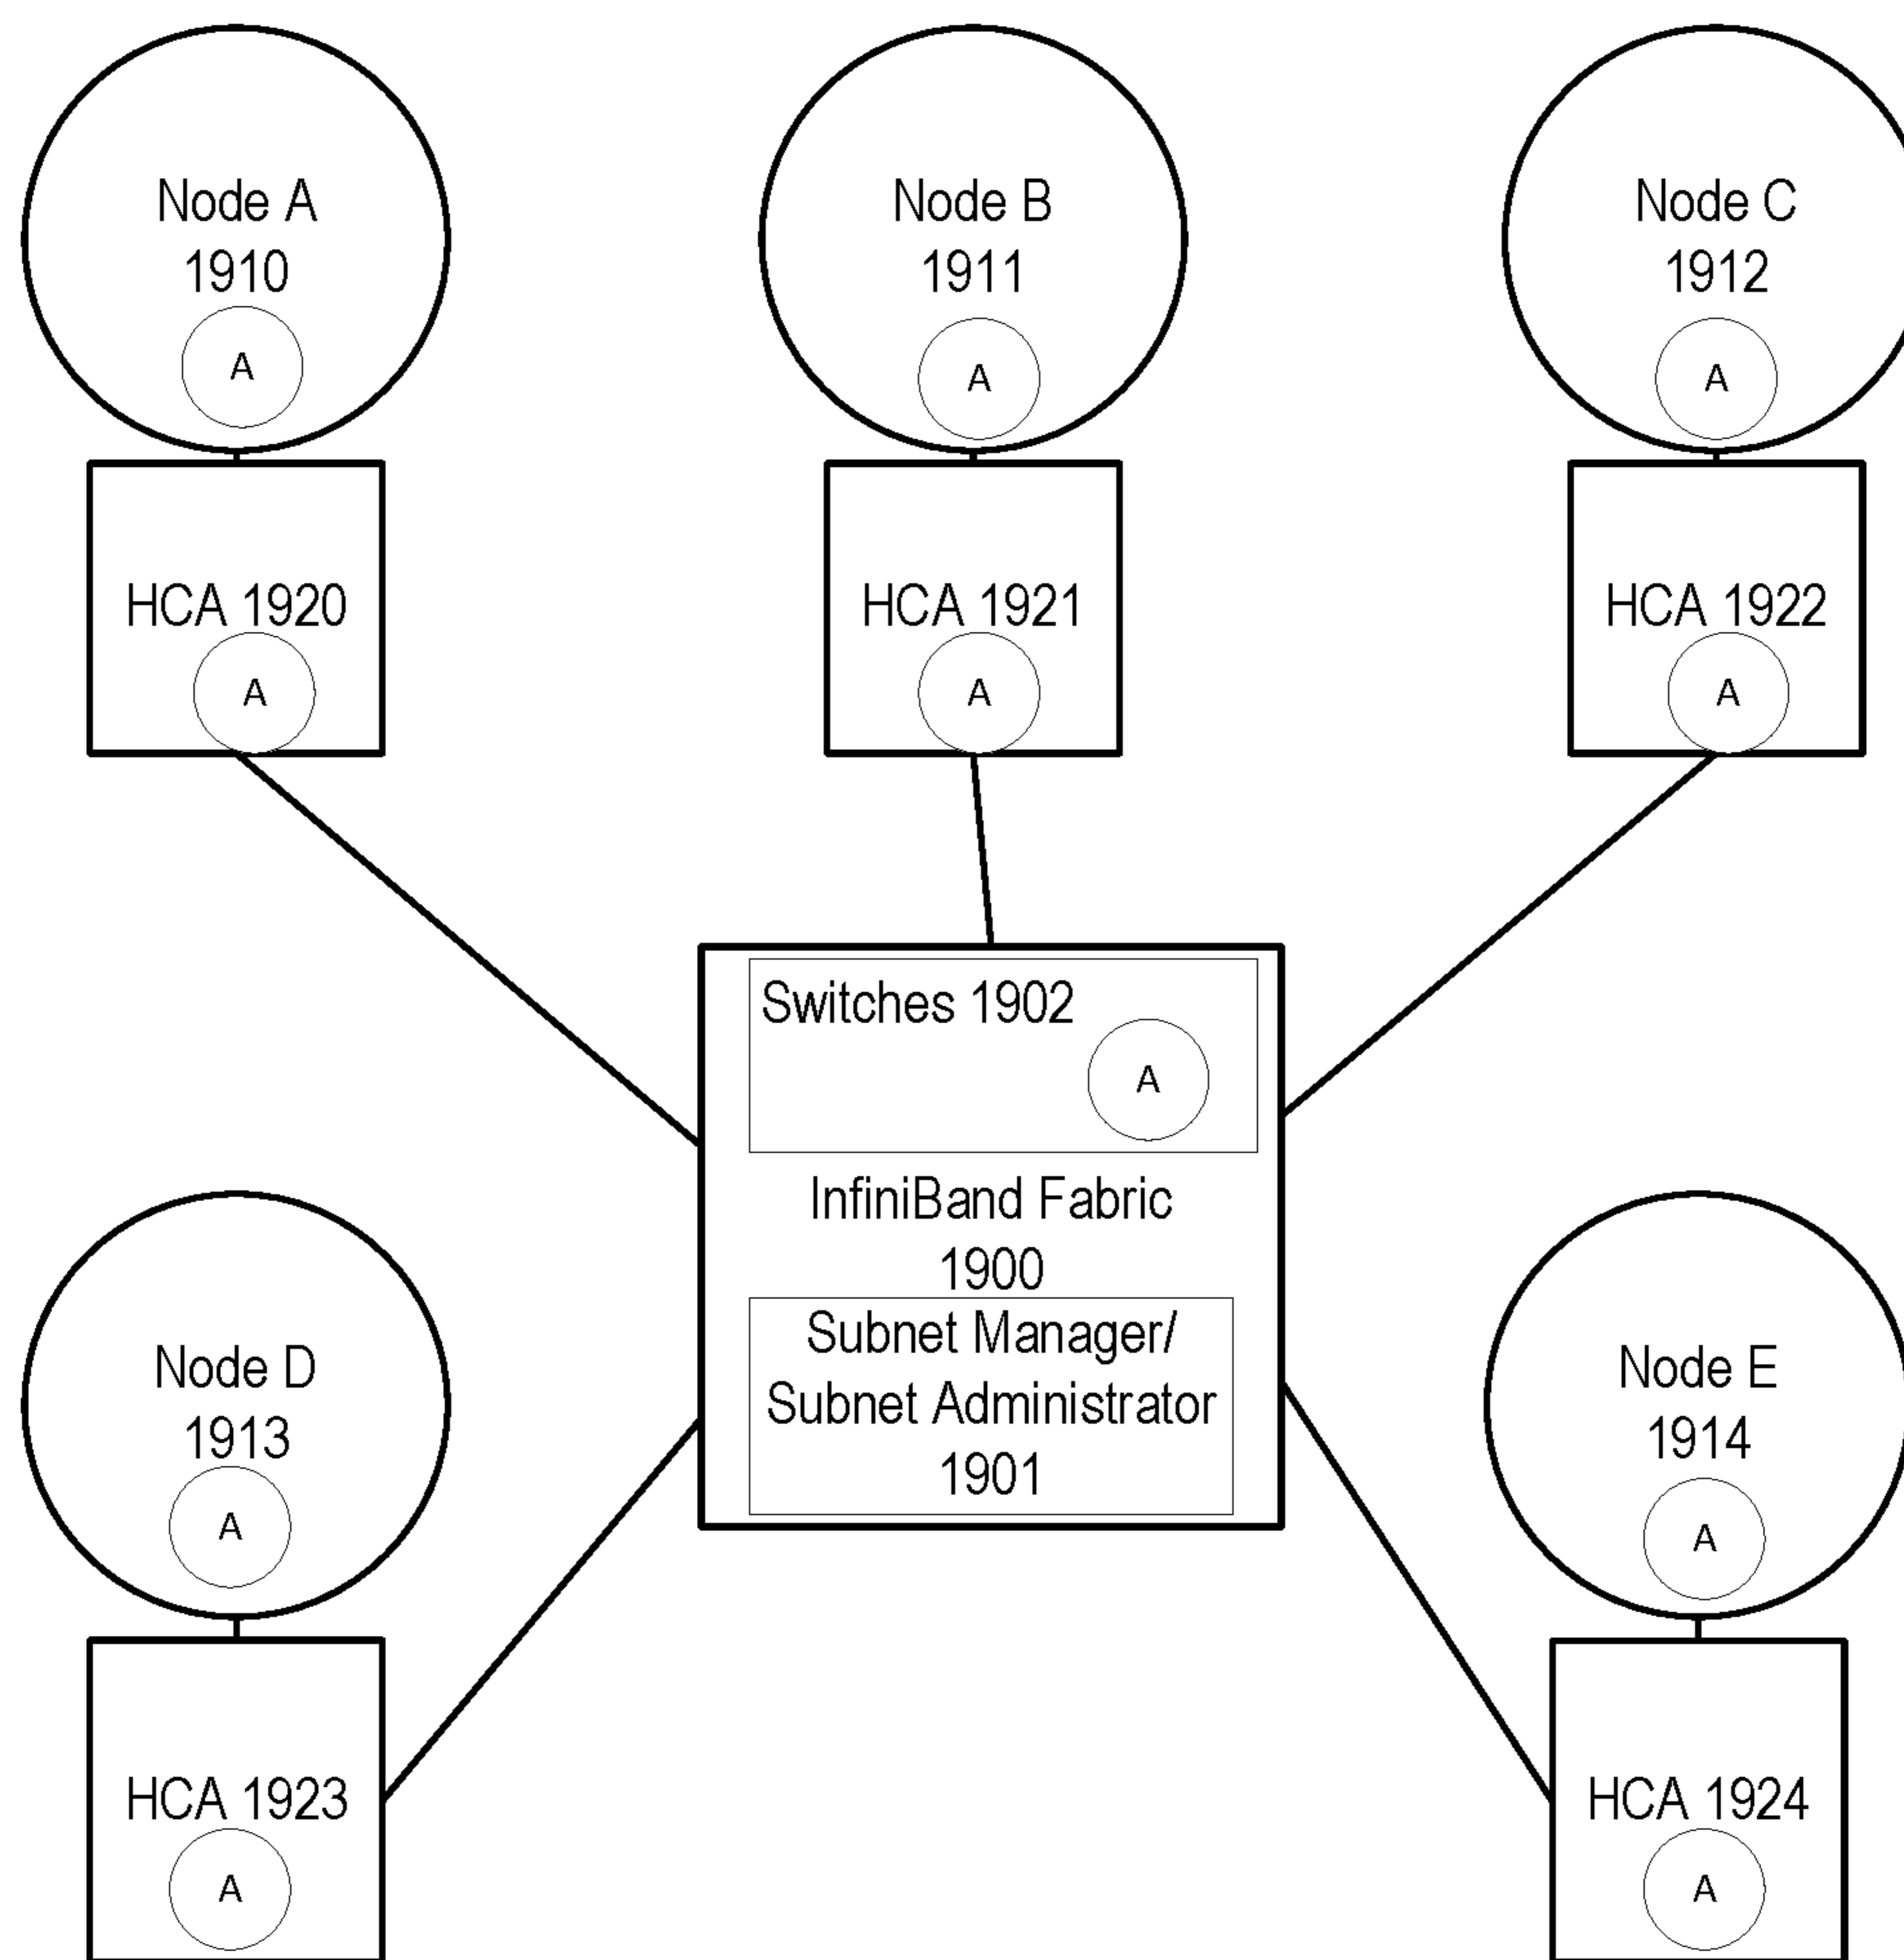 Node A
1910
A
Node B
1911
A
Node C
1912
A
HCA 1920
A
HCA 1921
A
HCA 1922
A
Switches 1902
A
InfiniBand Fabric
1900
Subnet Manager/
Subnet Administrator
1901
Node D
1913
A
Node E
1914
A
HCA 1923
A
HCA 1924
A